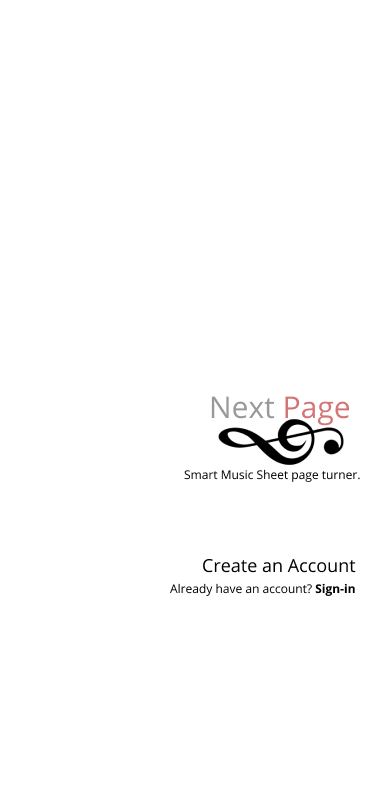 Next Page
Smart Music Sheet page turner.
Create an Account
Already have an account? Sign-in